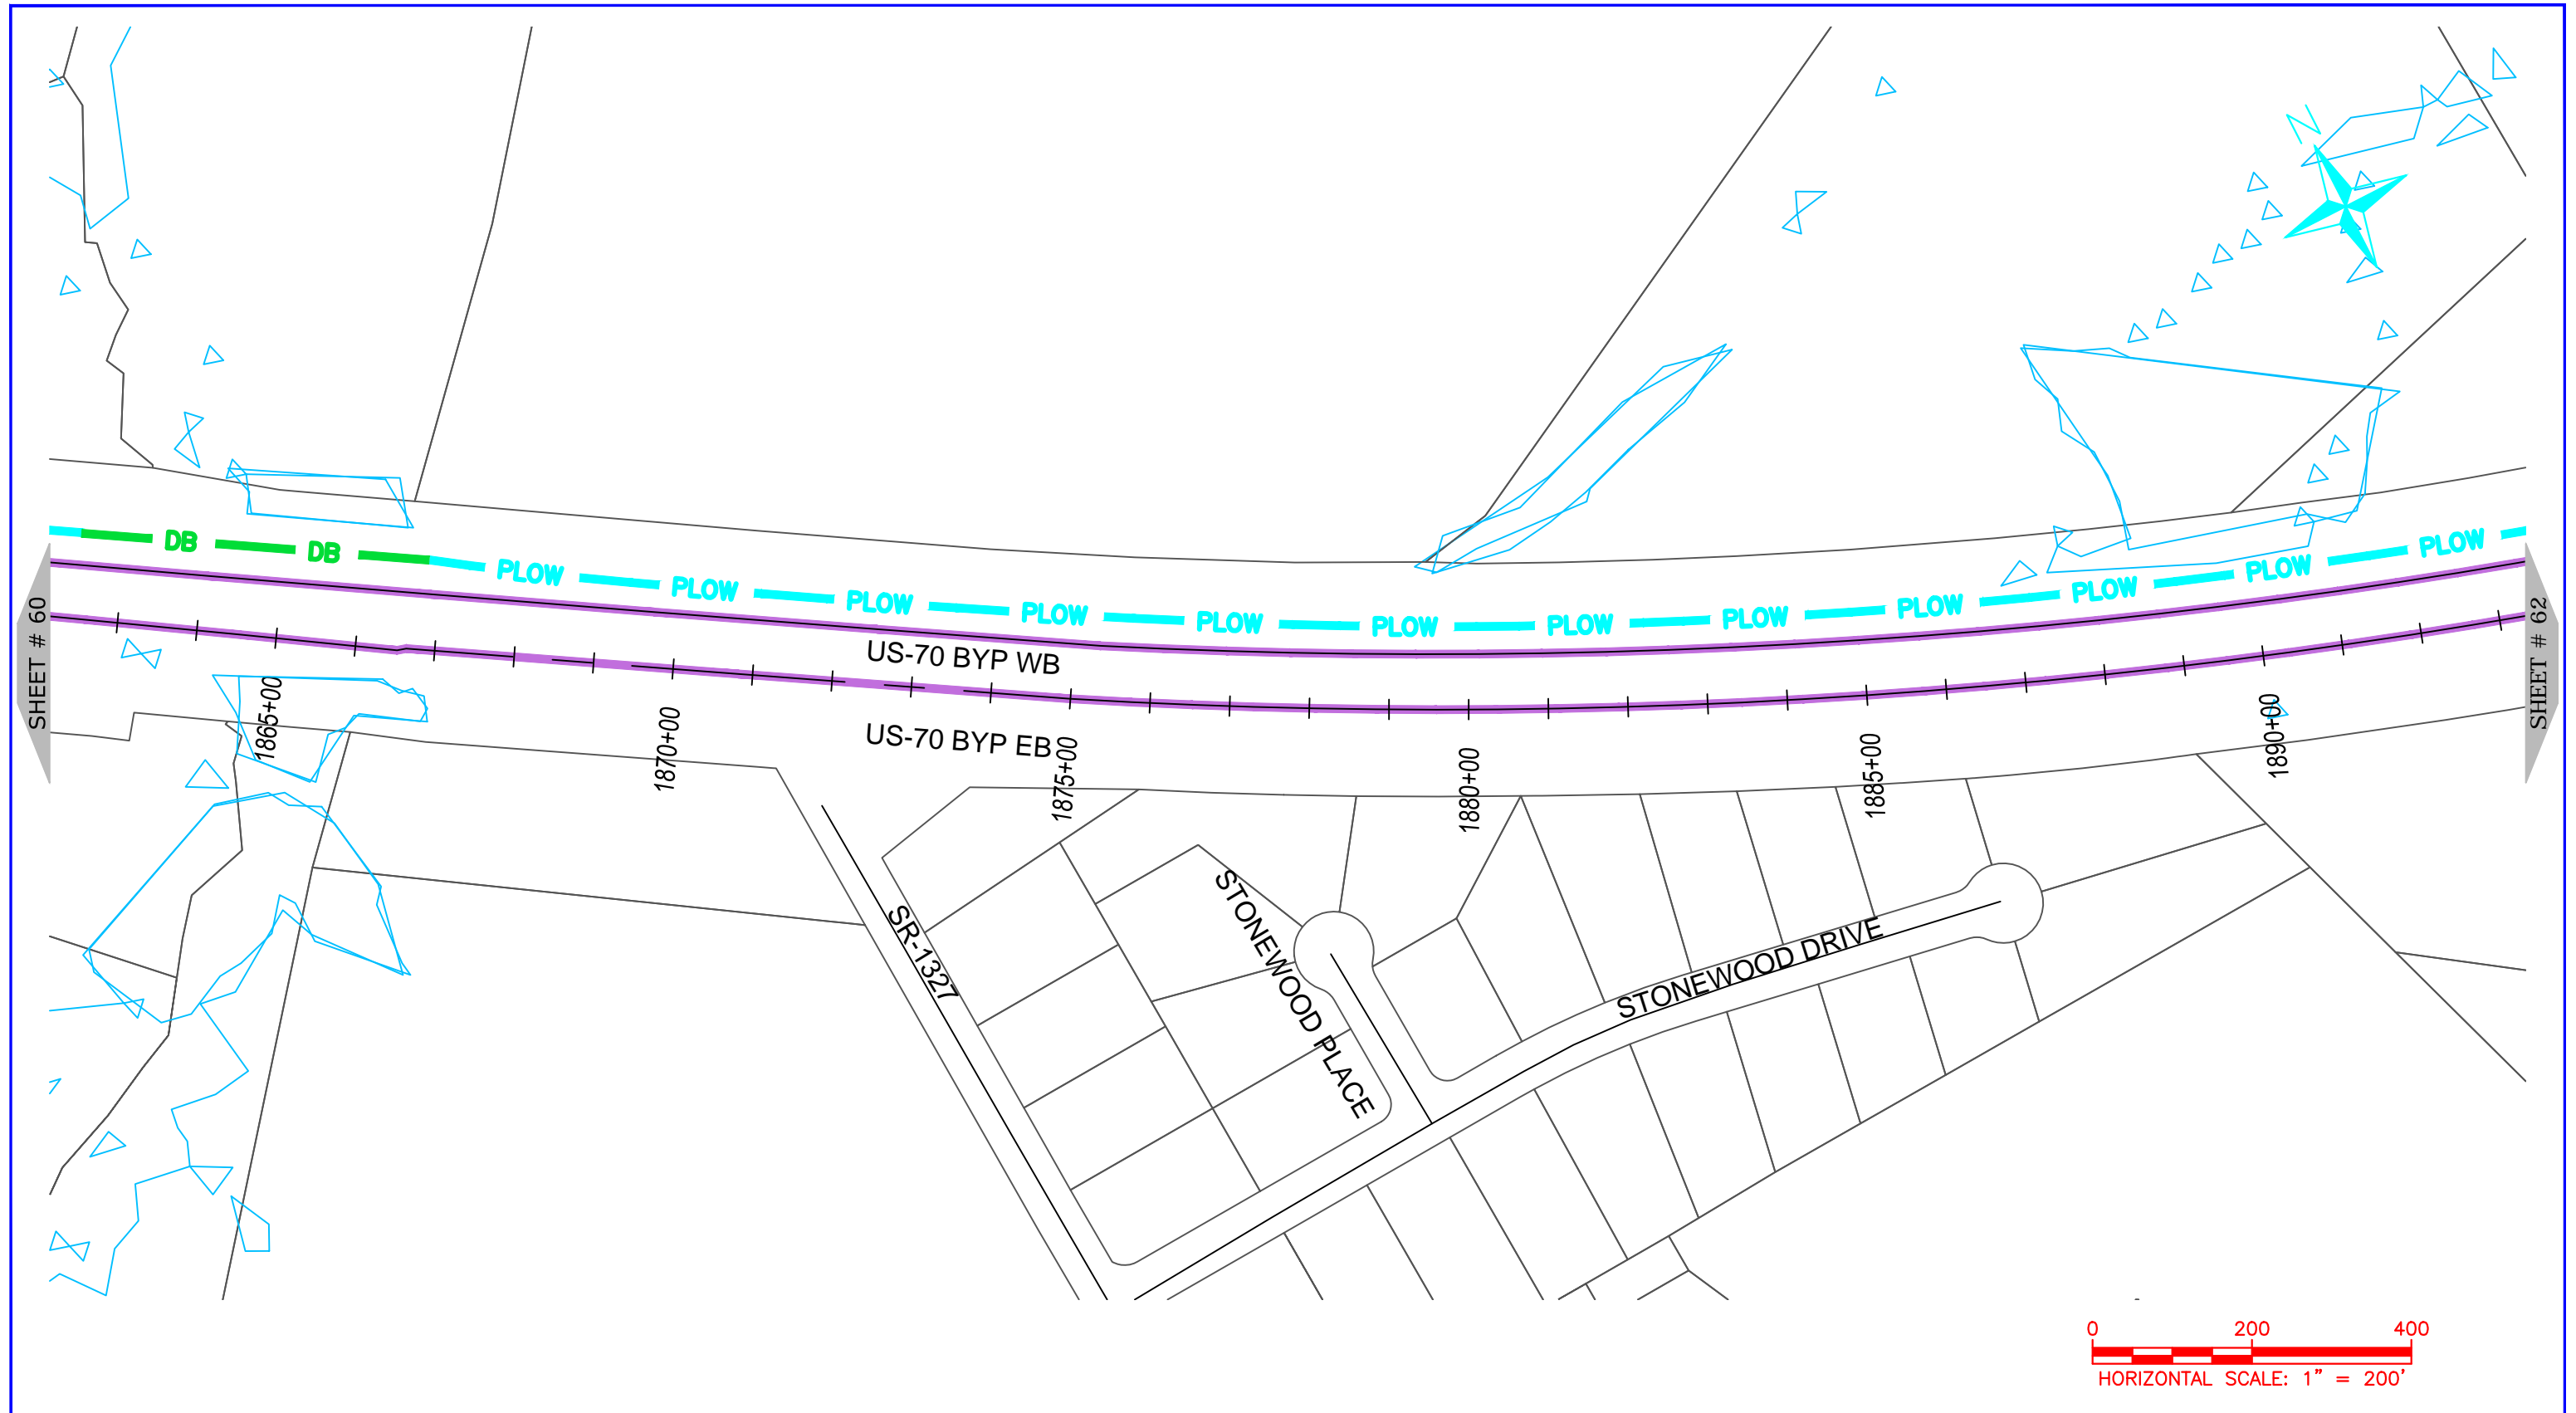 N
DB
DB
PLOW
PLOW
PLOW
PLOW
PLOW
PLOW
PLOW
PLOW
PLOW
PLOW
PLOW
PLOW
SHEET # 60
SHEET # 62
US-70 BYP WB
US-70 BYP EB
1865+00
1870+00
1875+00
1880+00
1885+00
1890+00
SR-1327
STONEWOOD PLACE
STONEWOOD DRIVE
0 200 400
HORIZONTAL SCALE: 1" = 200'